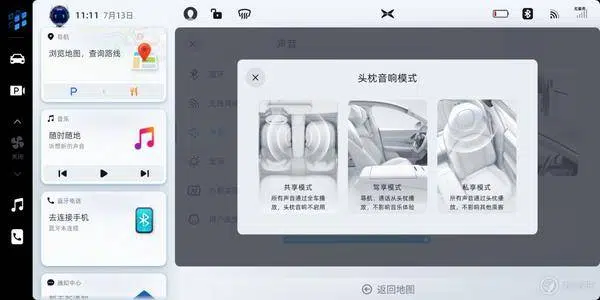 11:11 7月13日
导航
浏览地图，查询路线
P
音乐
随时随地
听想听的声音
蓝牙电话
去连接手机
蓝牙未连接
通知中心
声音
蓝牙
头枕音响模式
共享模式
所有声音通过全车播
放，头枕音响不启用
驾享模式
导航、通话从头枕播
放，不影响音乐体验
私享模式
所有声音通过头枕播
放，不影响其他乘客
返回地图